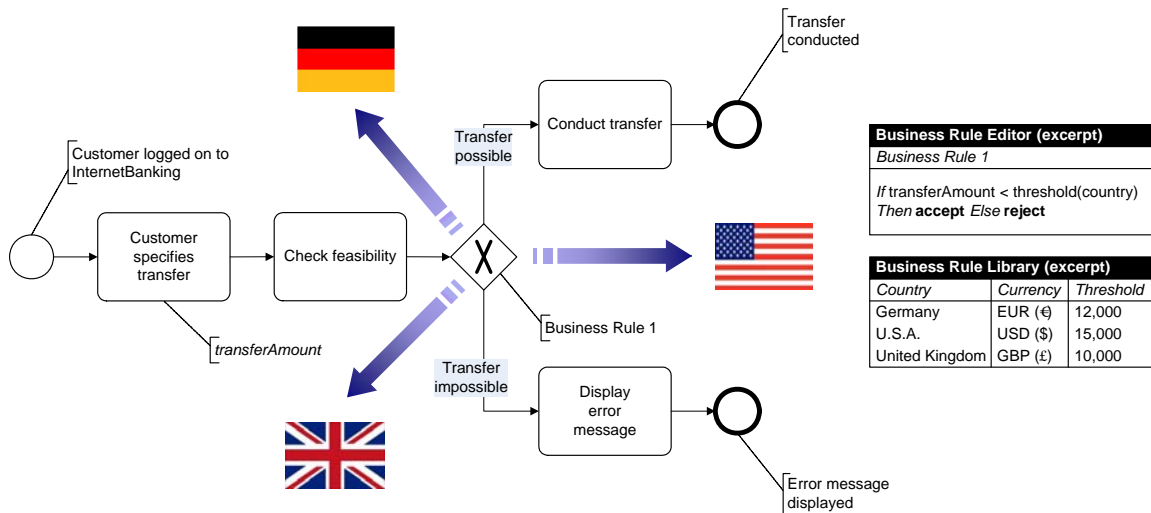 Transfer
conducted
Customer logged on to
InternetBanking
Customer
specifies
transfer
transferAmount
Check feasibility
Transfer
possible
Conduct transfer
Business Rule 1
Transfer
impossible
Display
error
message
Error message
displayed
Business Rule Editor (excerpt)
Business Rule 1
If transferAmount < threshold(country)
Then accept Else reject
Business Rule Library (excerpt)
Country Currency Threshold
Germany EUR (€) 12,000
U.S.A. USD ($) 15,000
United Kingdom GBP (£) 10,000